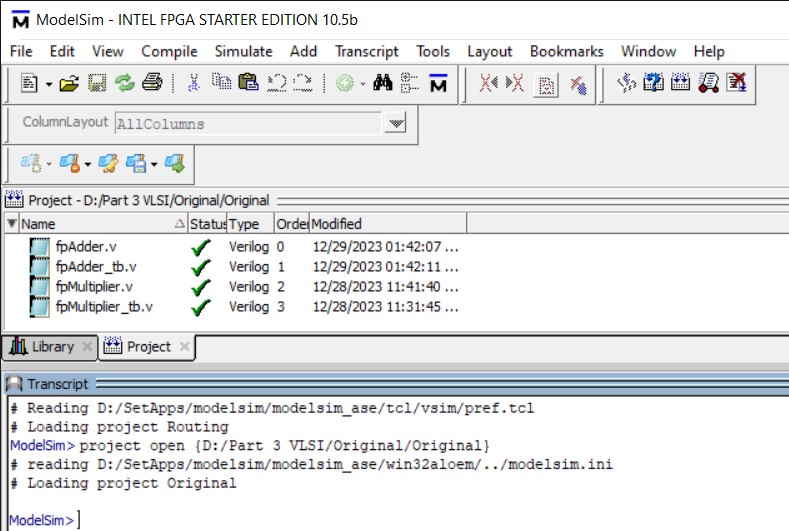 ModelSim - INTEL FPGA STARTER EDITION 10.5b
File Edit View Compile Simulate Add Transcript Tools Layout Bookmarks Window Help
ColumnLayout AllColumns
Project - D:/Part 3 VLSI/Original/Original
Name Status Type Order Modified
fpAdder.v Verilog 0 12/29/2023 01:42:07 ...
fpAdder_tb.v Verilog 1 12/29/2023 01:42:11 ...
fpMultiplier.v Verilog 2 12/28/2023 11:41:40 ...
fpMultiplier_tb.v Verilog 3 12/28/2023 11:31:45 ...
Library Project
Transcript
# Reading D:/SetApps/modelsim/modelsim_ase/tcl/vsim/pref.tcl
# Loading project Routing
ModelSim> project open {D:/Part 3 VLSI/Original/Original}
# reading D:/SetApps/modelsim/modelsim_ase/win32aloem/../modelsim.ini
# Loading project Original
ModelSim>